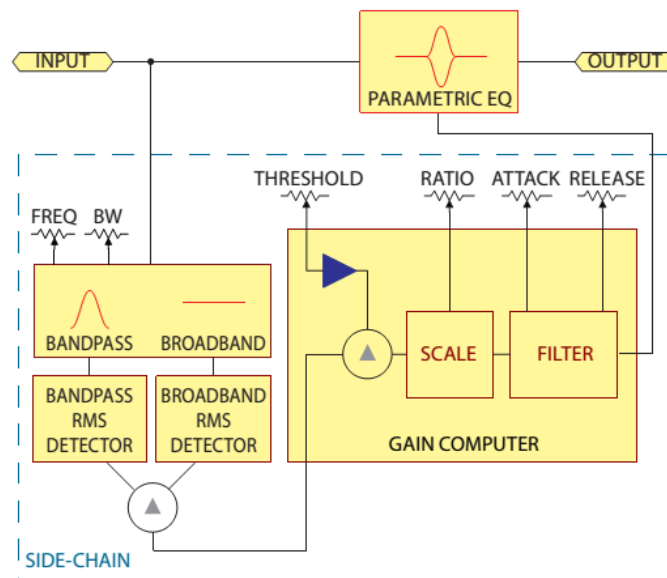 INPUT
OUTPUT
PARAMETRIC EQ
THRESHOLD
RATIO
ATTACK
RELEASE
FREQ
BW
BANDPASS
BROADBAND
BANDPASS
RMS
DETECTOR
BROADBAND
RMS
DETECTOR
SCALE
FILTER
GAIN COMPUTER
SIDE-CHAIN